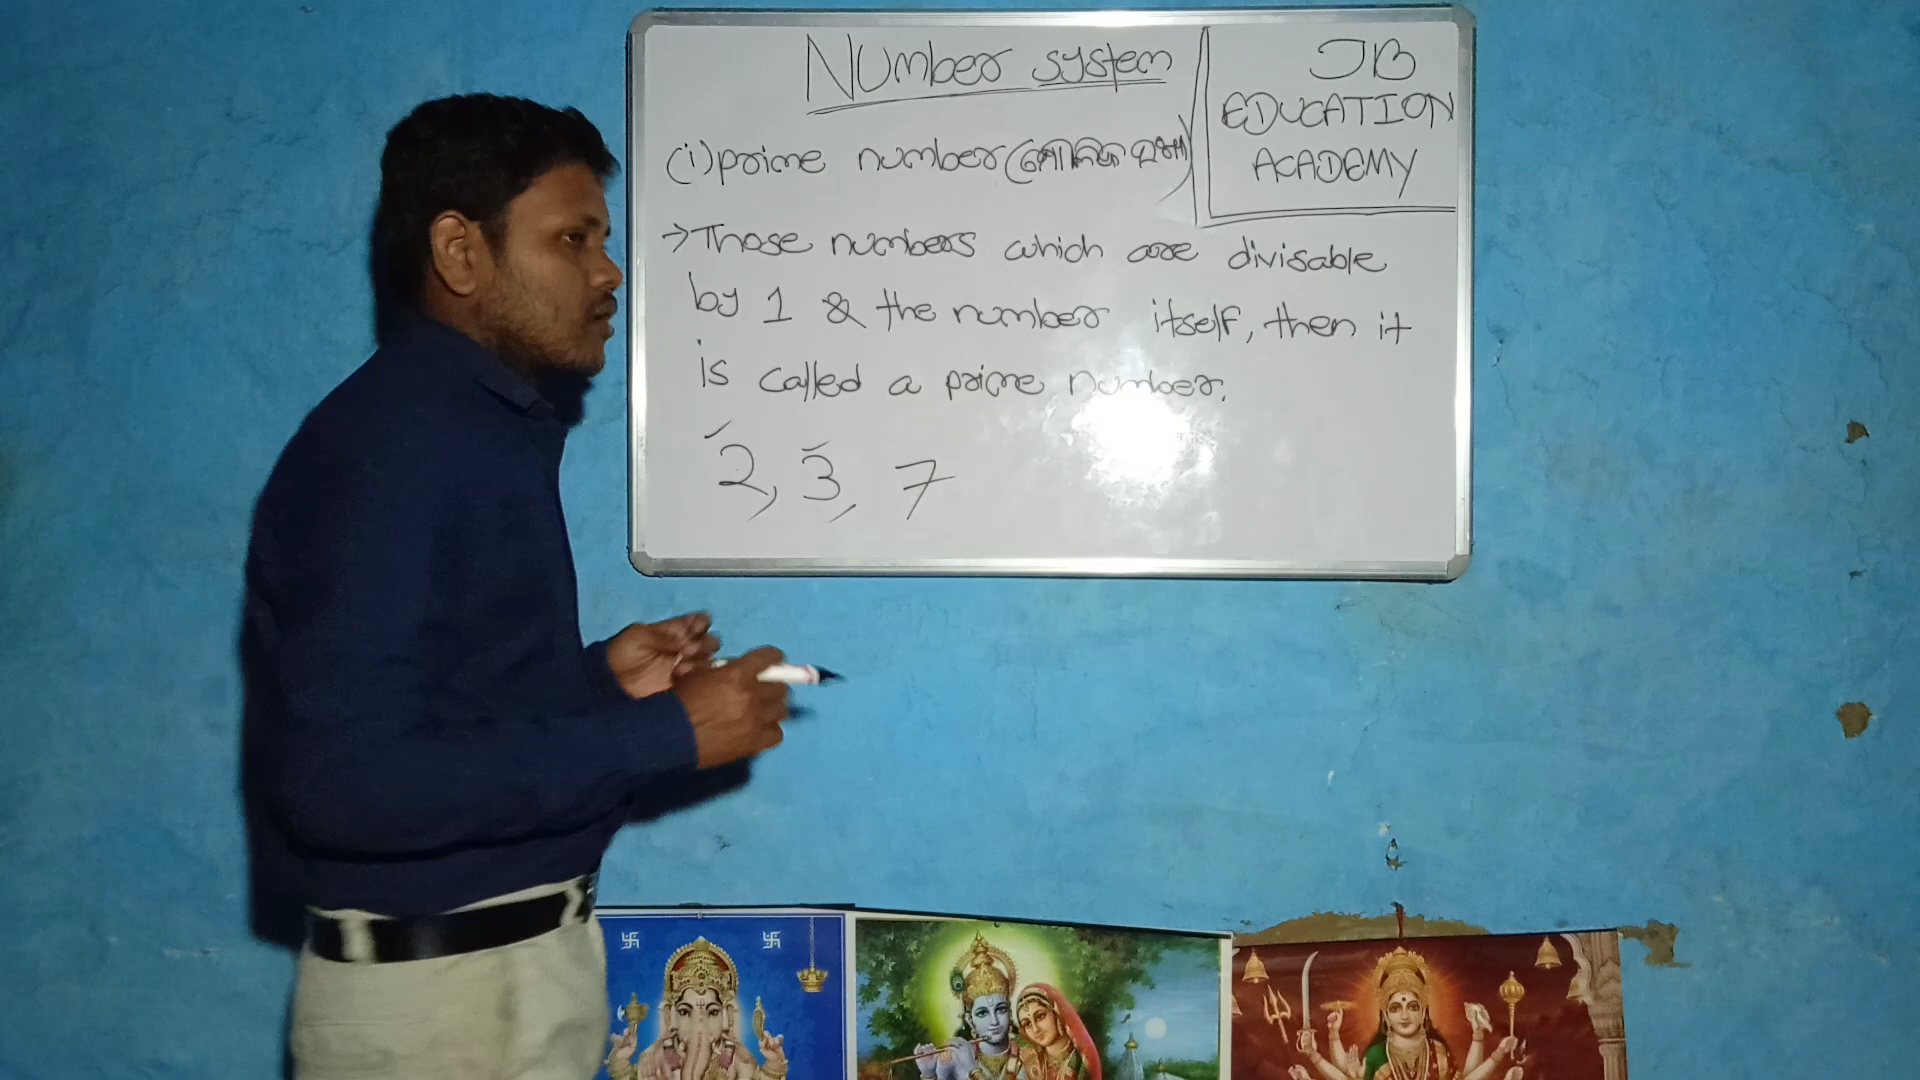 Number system
JB
EDUCATION
ACADEMY
(i) prime number (ମୌଳିକ ସଂଖ୍ୟା)
→ Those numbers which are divisable
by 1 & the number itself, then it
is called a prime number.
2, 3, 7